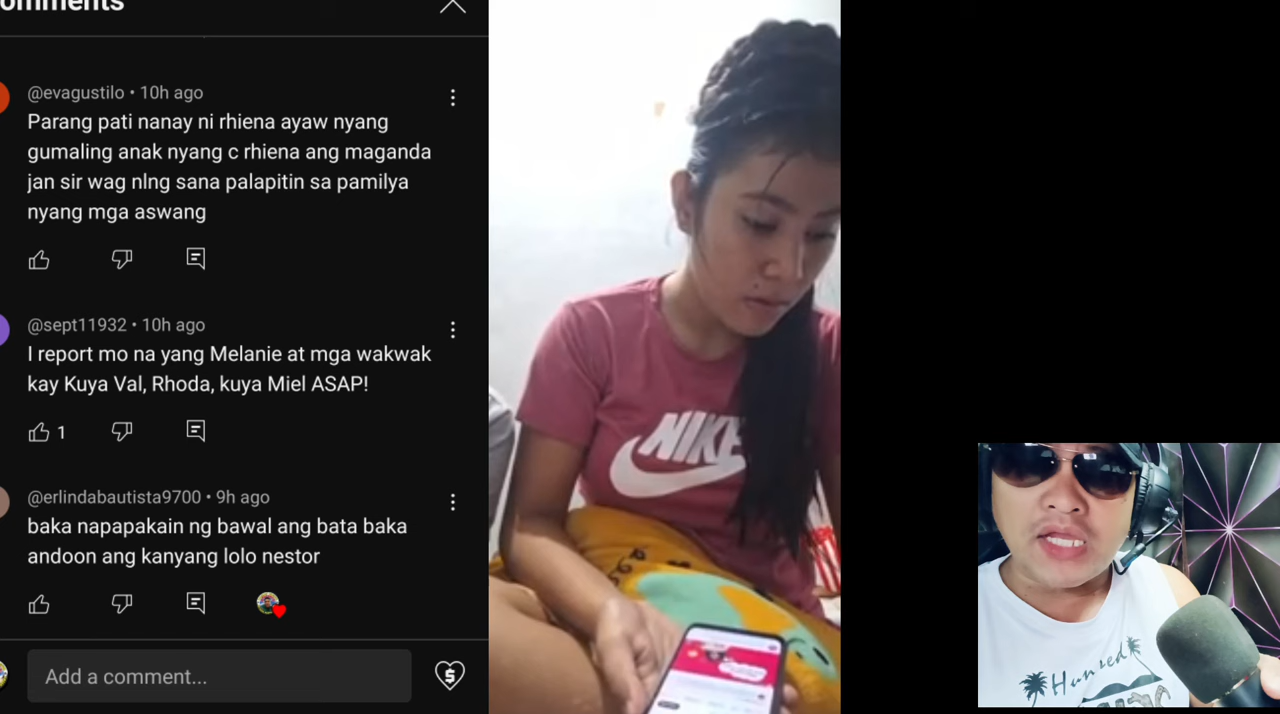 omments
@evagustilo • 10h ago
Parang pati nanay ni rhiena ayaw nyang
gumaling anak nyang c rhiena ang maganda
jan sir wag nlng sana palapitin sa pamilya
nyang mga aswang
@sept11932 • 10h ago
I report mo na yang Melanie at mga wakwak
kay Kuya Val, Rhoda, kuya Miel ASAP!
1
@erlindabautista9700 • 9h ago
baka napapakain ng bawal ang bata baka
andoon ang kanyang lolo nestor
Add a comment...
NIKE
Hunted